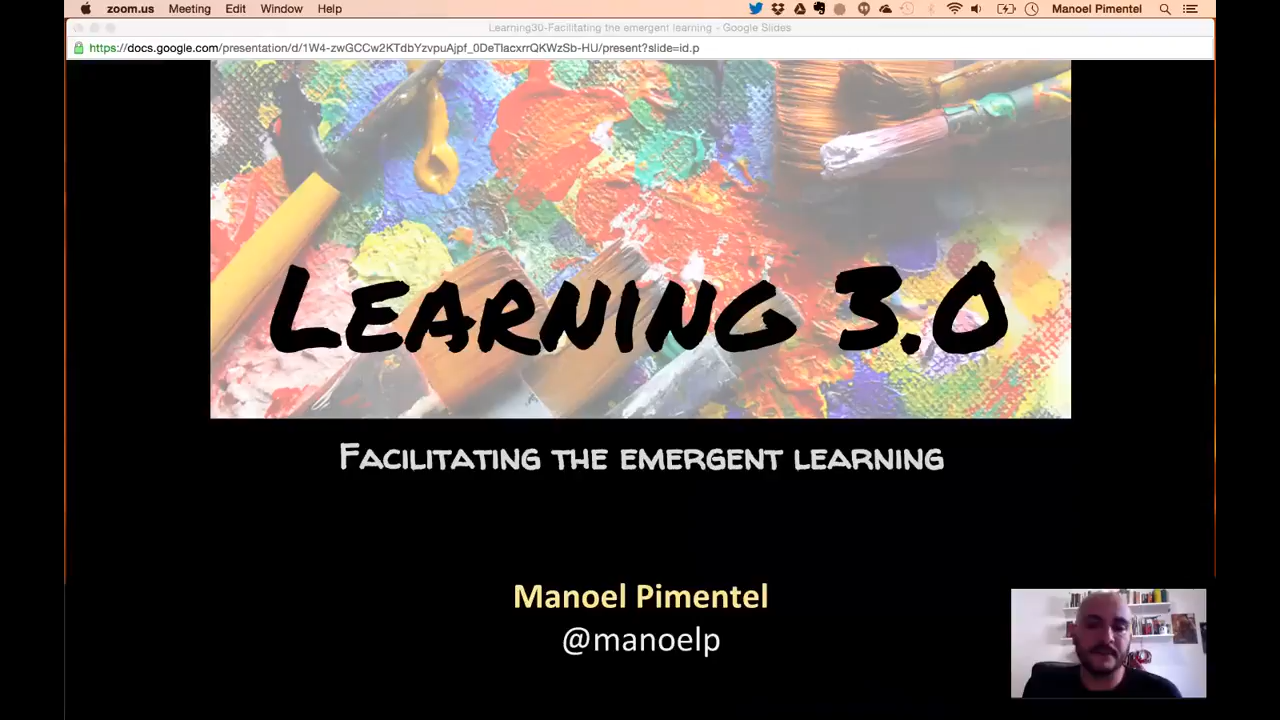 zoom.us Meeting Edit Window Help Manoel Pimentel
Learning30-Facilitating the emergent learning - Google Slides
https://docs.google.com/presentation/d/1W4-zwGCCw2KTdbYzvpuAjpf_0DeTlacxrrQKWzSb-HU/present?slide=id.p
LEARNING 3.0
FACILITATING THE EMERGENT LEARNING
Manoel Pimentel
@manoelp